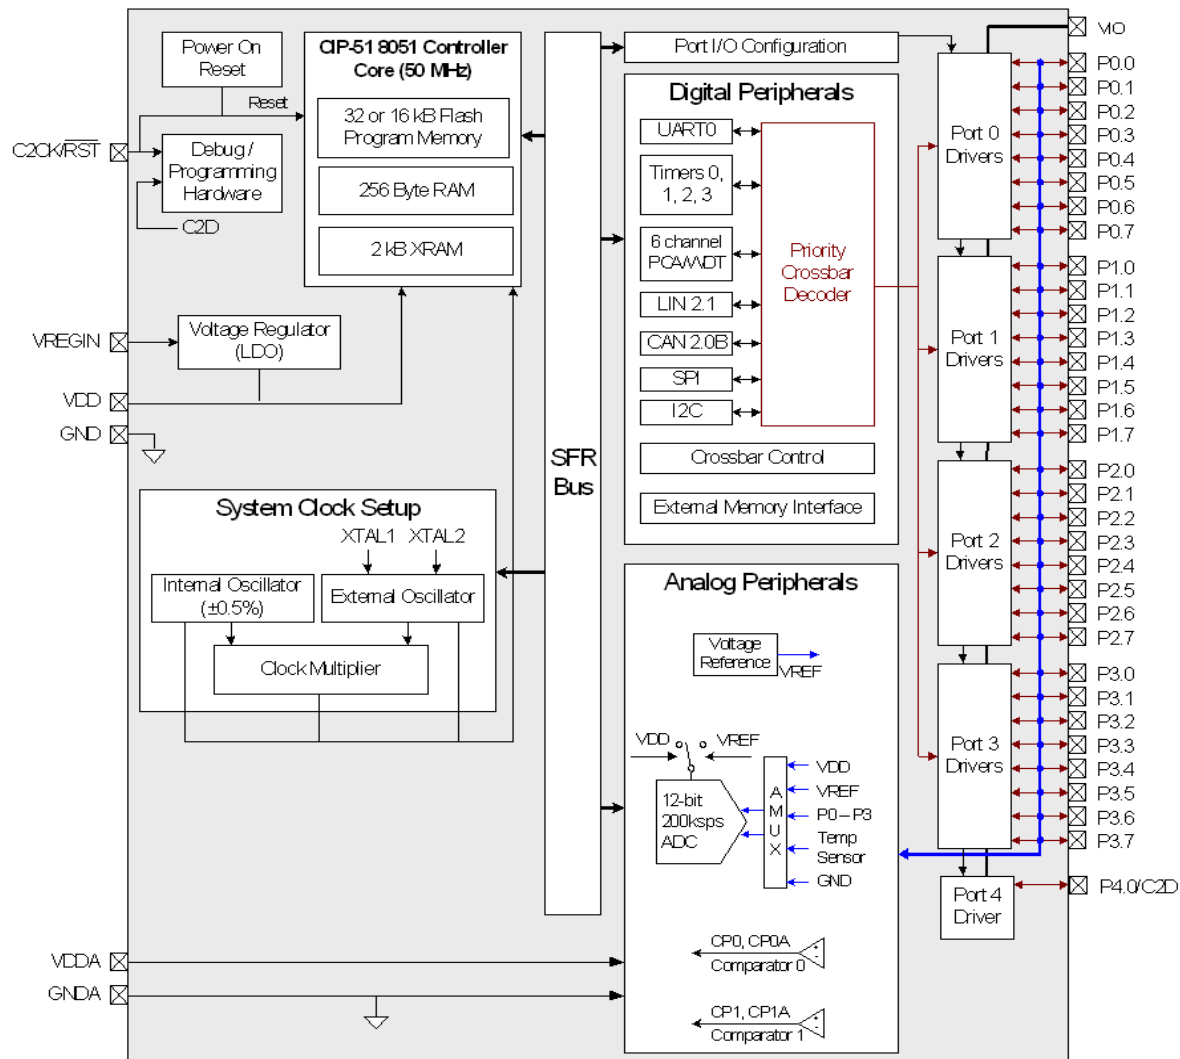 Power On
Reset
Reset
C2CK/RST
Debug /
Programming
Hardware
C2D
CIP-51 8051 Controller
Core (50 MHz)
32 or 16 kB Flash
Program Memory
256 Byte RAM
2 kB XRAM
VREGIN
Voltage Regulator
(LDO)
VDD
GND
System Clock Setup
XTAL1
XTAL2
Internal Oscillator
(±0.5%)
External Oscillator
Clock Multiplier
VDDA
GNDA
SFR
Bus
Port I/O Configuration
Digital Peripherals
UART0
Timers 0,
1, 2, 3
6 channel
PCA/WDT
LIN 2.1
CAN 2.0B
SPI
I2C
Priority
Crossbar
Decoder
Crossbar Control
External Memory Interface
Analog Peripherals
Voltage
Reference
VREF
VDD
VREF
12-bit
200ksps
ADC
A
M
U
X
VDD
VREF
P0 – P3
Temp
Sensor
GND
CP0, CP0A
Comparator 0
CP1, CP1A
Comparator 1
Port 0
Drivers
Port 1
Drivers
Port 2
Drivers
Port 3
Drivers
Port 4
Driver
VIO
P0.0
P0.1
P0.2
P0.3
P0.4
P0.5
P0.6
P0.7
P1.0
P1.1
P1.2
P1.3
P1.4
P1.5
P1.6
P1.7
P2.0
P2.1
P2.2
P2.3
P2.4
P2.5
P2.6
P2.7
P3.0
P3.1
P3.2
P3.3
P3.4
P3.5
P3.6
P3.7
P4.0/C2D